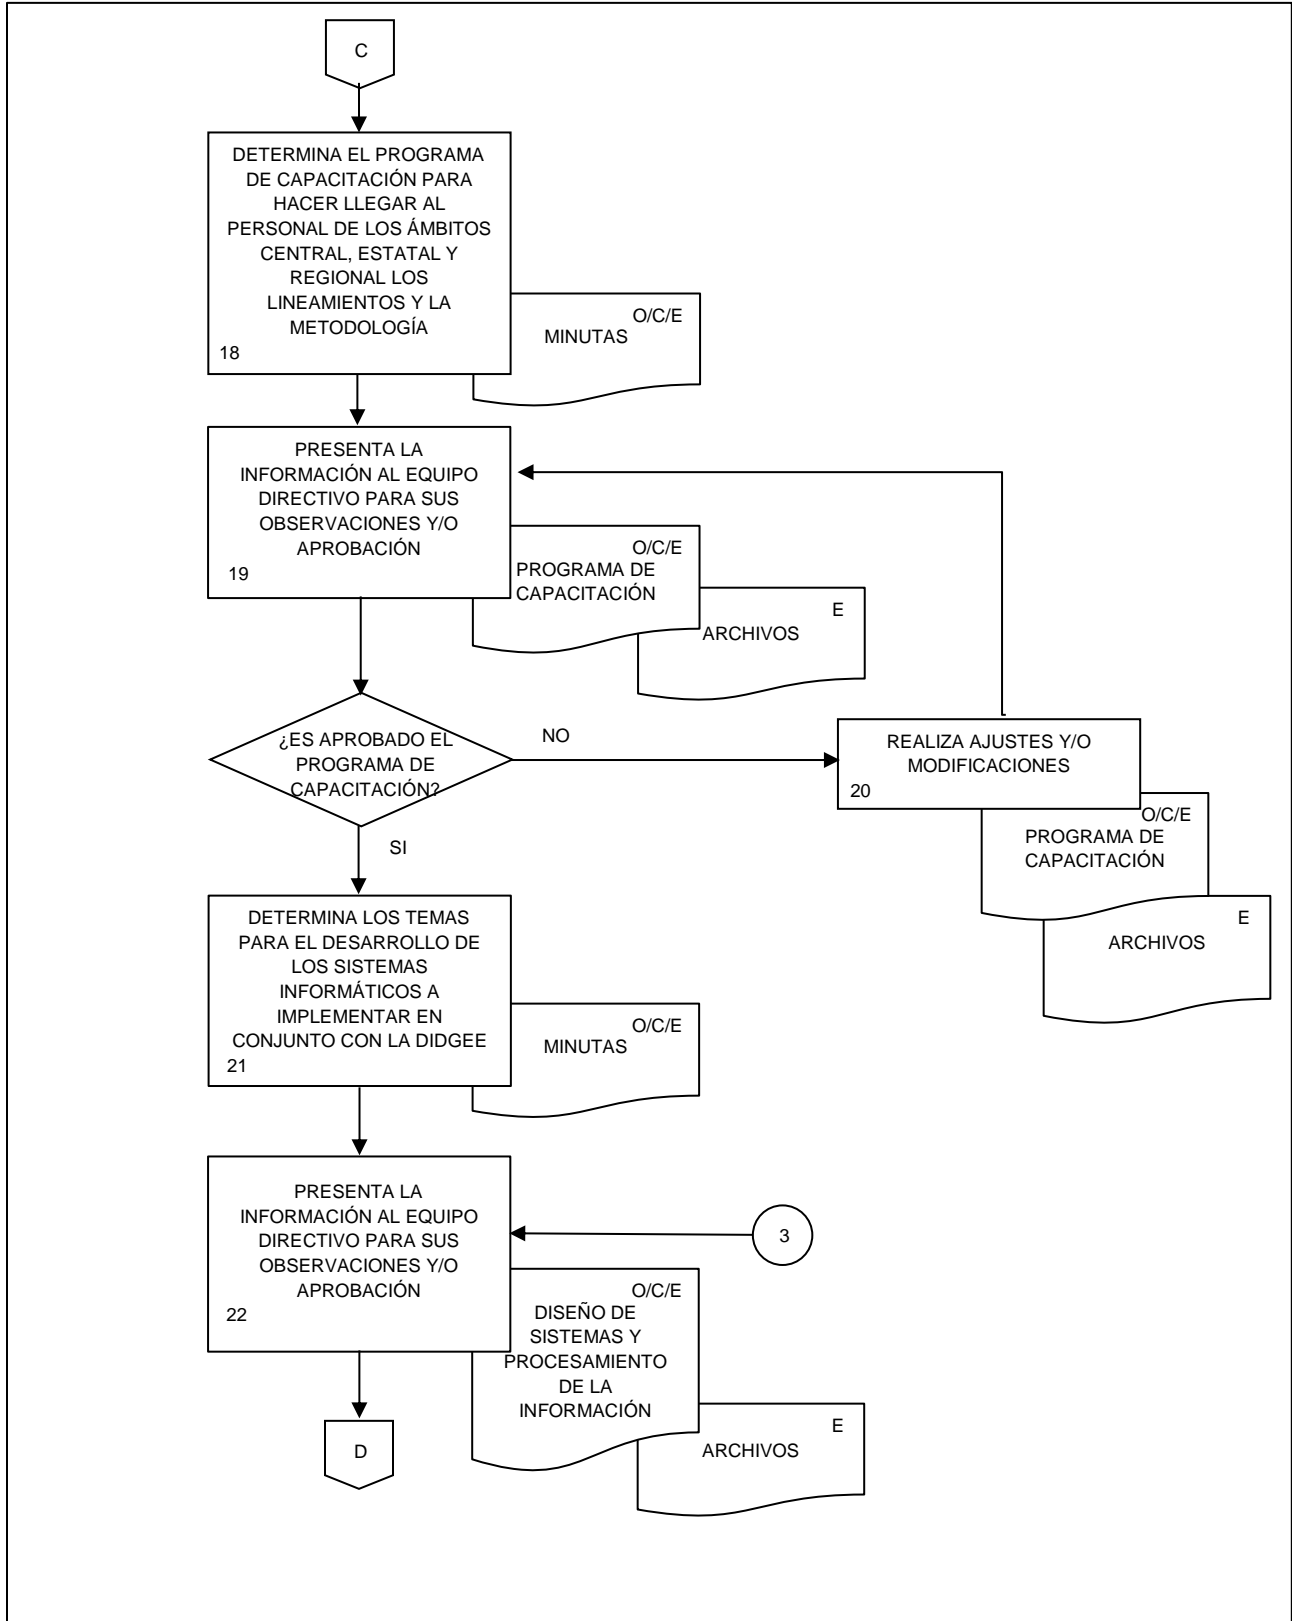 C
DETERMINA EL PROGRAMA
DE CAPACITACIÓN PARA
HACER LLEGAR AL
PERSONAL DE LOS ÁMBITOS
CENTRAL, ESTATAL Y
REGIONAL LOS
LINEAMIENTOS Y LA
METODOLOGÍA
18
O/C/E
MINUTAS
PRESENTA LA
INFORMACIÓN AL EQUIPO
DIRECTIVO PARA SUS
OBSERVACIONES Y/O
APROBACIÓN
19
O/C/E
PROGRAMA DE
CAPACITACIÓN
E
ARCHIVOS
¿ES APROBADO EL
PROGRAMA DE
CAPACITACIÓN?
NO
REALIZA AJUSTES Y/O
MODIFICACIONES
20
O/C/E
PROGRAMA DE
CAPACITACIÓN
E
ARCHIVOS
SI
DETERMINA LOS TEMAS
PARA EL DESARROLLO DE
LOS SISTEMAS
INFORMÁTICOS A
IMPLEMENTAR EN
CONJUNTO CON LA DIDGEE
21
O/C/E
MINUTAS
PRESENTA LA
INFORMACIÓN AL EQUIPO
DIRECTIVO PARA SUS
OBSERVACIONES Y/O
APROBACIÓN
22
3
O/C/E
DISEÑO DE
SISTEMAS Y
PROCESAMIENTO
DE LA
INFORMACIÓN
E
ARCHIVOS
D